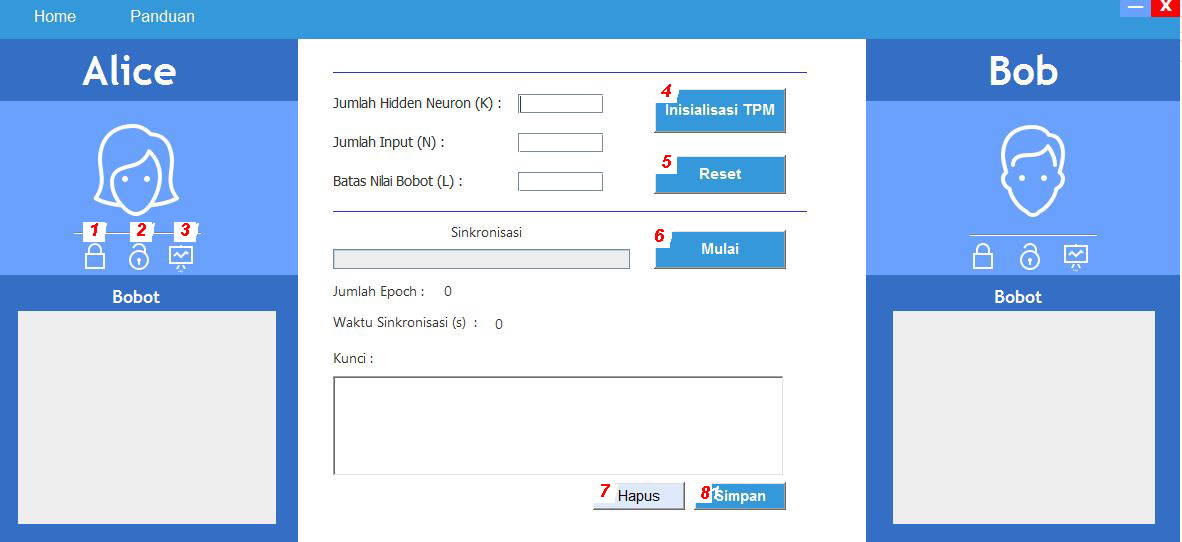 Home Panduan
— X
Alice
Bob
1 2 3
Bobot
Jumlah Hidden Neuron (K) :
4
Inisialisasi TPM
Jumlah Input (N) :
5
Reset
Batas Nilai Bobot (L) :
Sinkronisasi
6
Mulai
Jumlah Epoch : 0
Waktu Sinkronisasi (s) : 0
Kunci :
7
Hapus
8
Simpan
Bobot